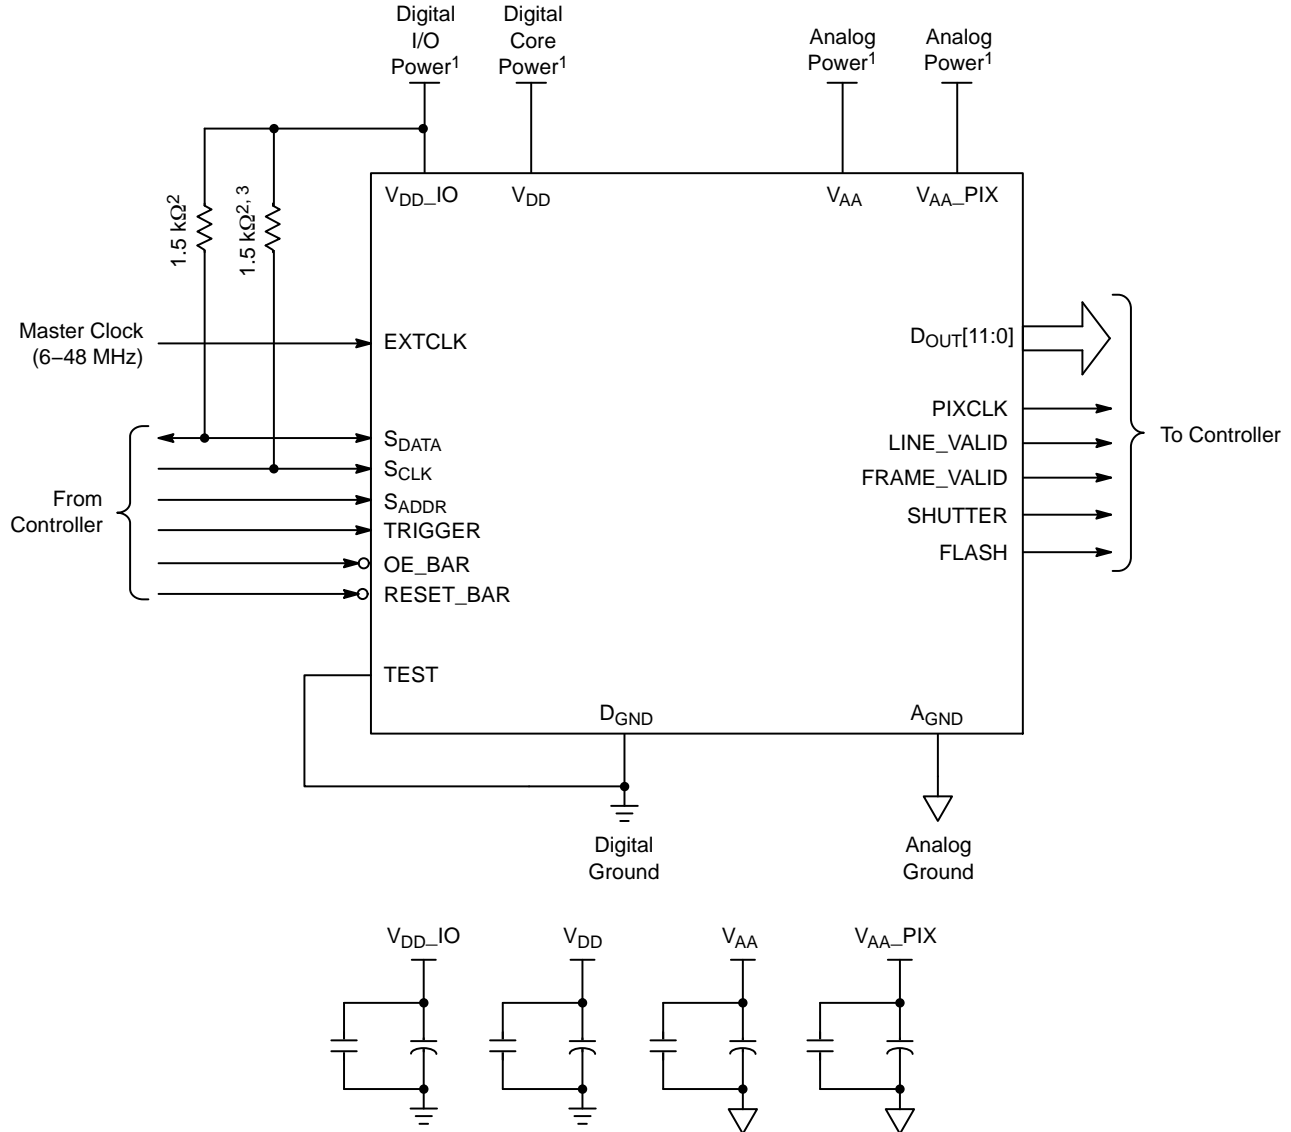 Digital
I/O
Power1
Digital
Core
Power1
Analog
Power1
Analog
Power1
1.5 kΩ2
1.5 kΩ2, 3
VDD_IO
VDD
VAA
VAA_PIX
Master Clock
(6–48 MHz)
EXTCLK
DOUT[11:0]
PIXCLK
LINE_VALID
FRAME_VALID
SHUTTER
FLASH
To Controller
From
Controller
SDATA
SCLK
SADDR
TRIGGER
OE_BAR
RESET_BAR
TEST
DGND
AGND
Digital
Ground
Analog
Ground
VDD_IO
VDD
VAA
VAA_PIX